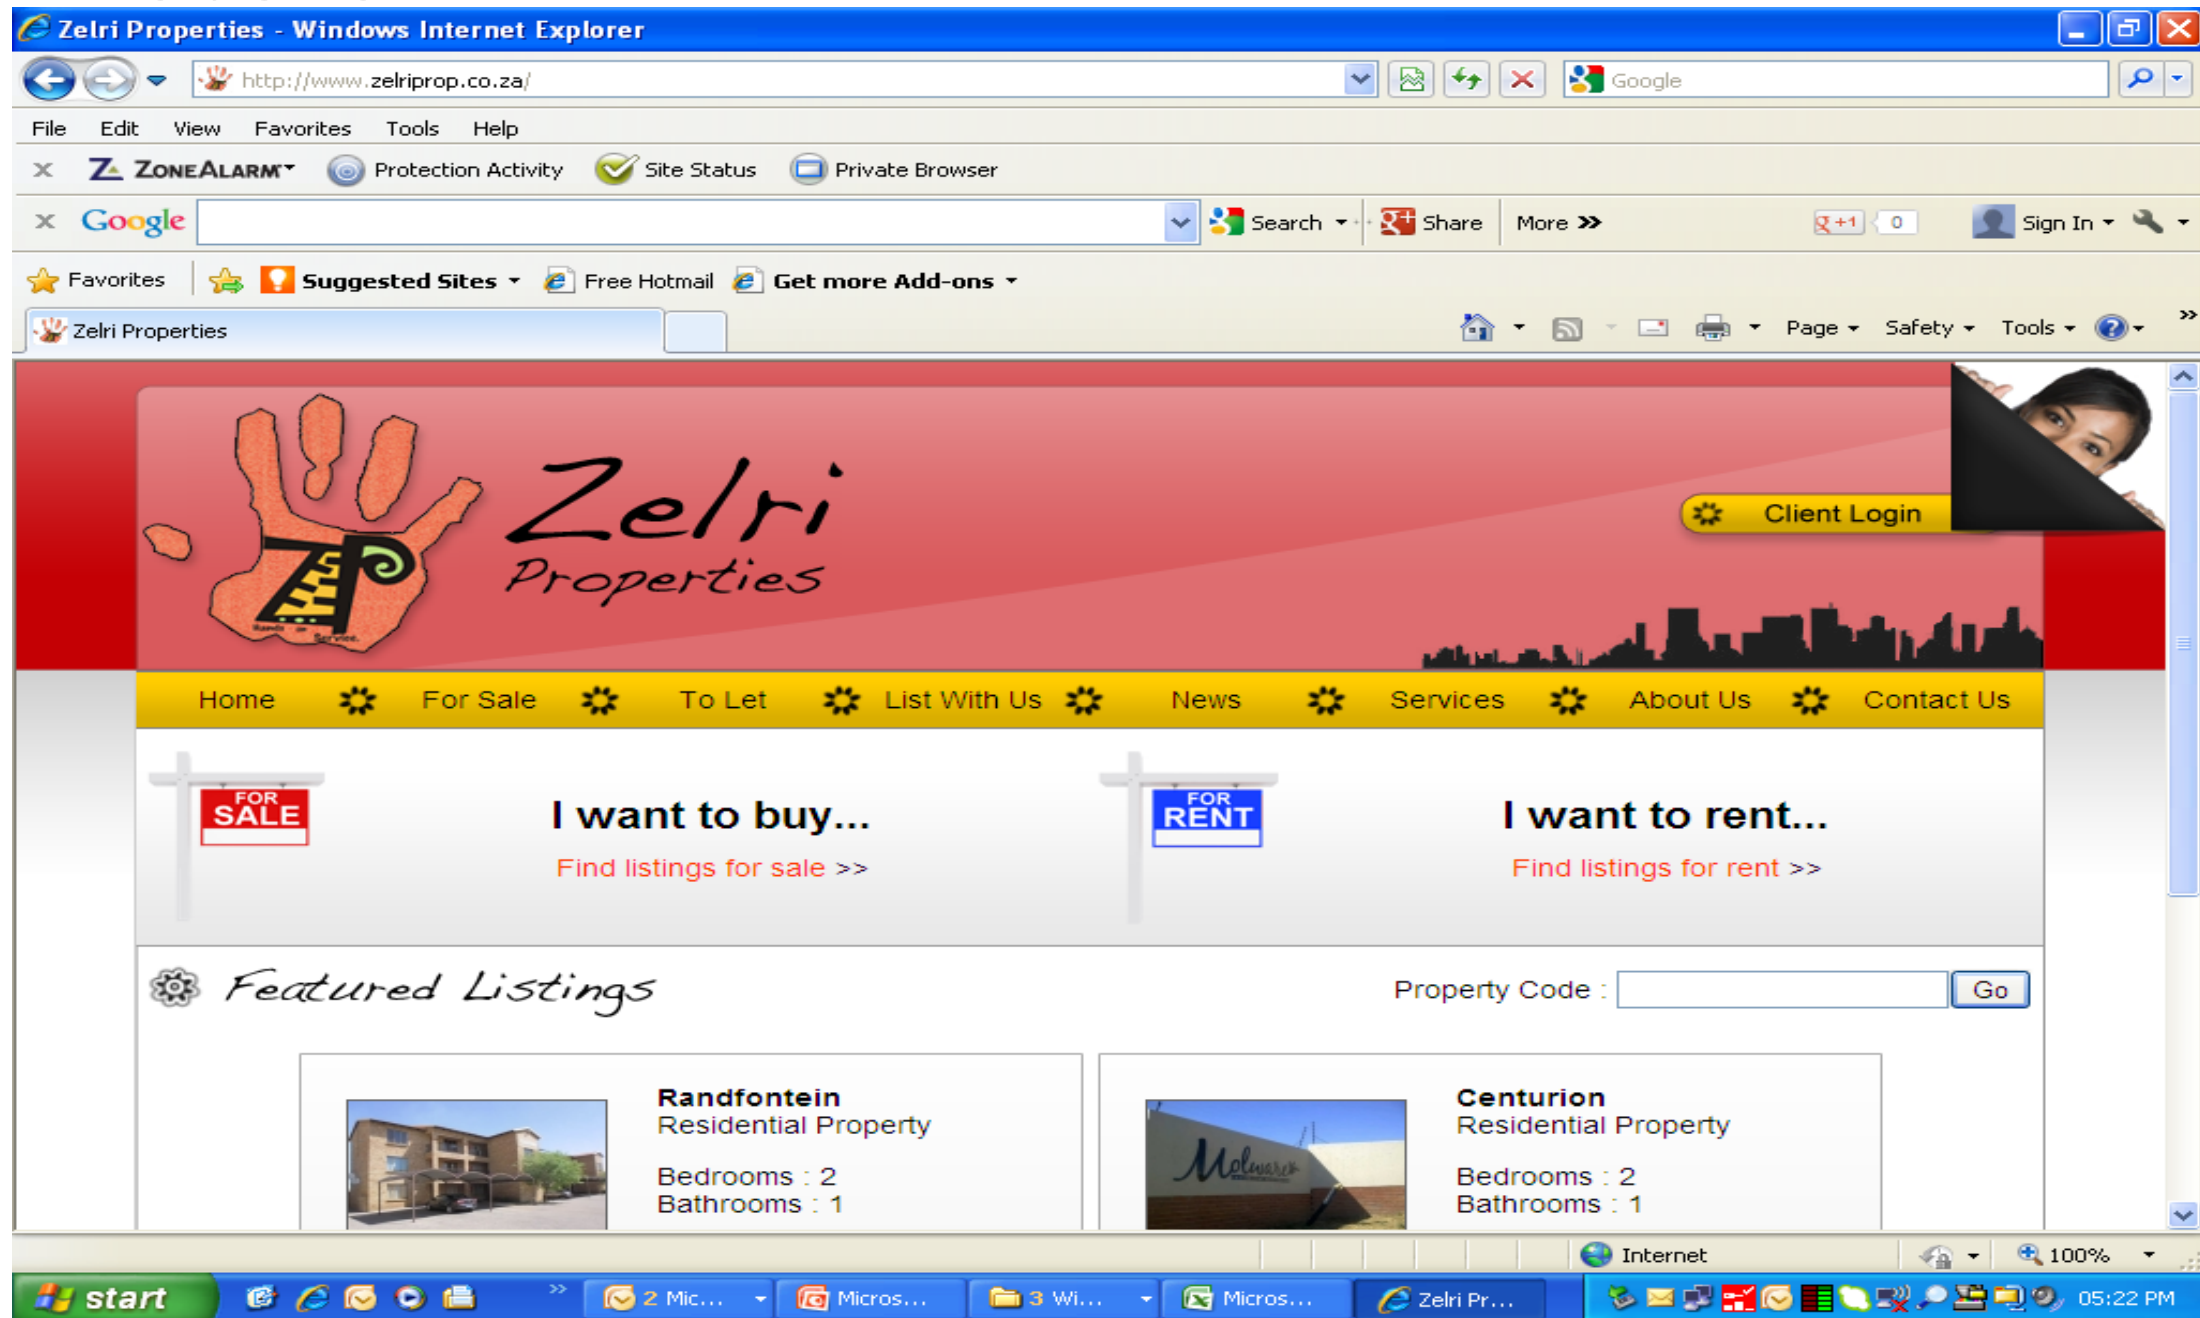 Zelri Properties - Windows Internet Explorer
http://www.zelriprop.co.za/
Google
File Edit View Favorites Tools Help
x ZONEALARM Protection Activity Site Status Private Browser
x Google Search Share More >> +1 0 Sign In
Favorites Suggested Sites Free Hotmail Get more Add-ons
Zelri Properties
Page Safety Tools
Zelri
Properties
ZP
Hands on Service.
Client Login
Home For Sale To Let List With Us News Services About Us Contact Us
FOR
SALE
I want to buy...
Find listings for sale >>
FOR
RENT
I want to rent...
Find listings for rent >>
Featured Listings
Property Code :
Go
Randfontein
Residential Property
Bedrooms : 2
Bathrooms : 1
Centurion
Residential Property
Bedrooms : 2
Bathrooms : 1
Internet 100%
start 2 Mic... Micros... 3 Wi... Micros... Zelri Pr... 05:22 PM